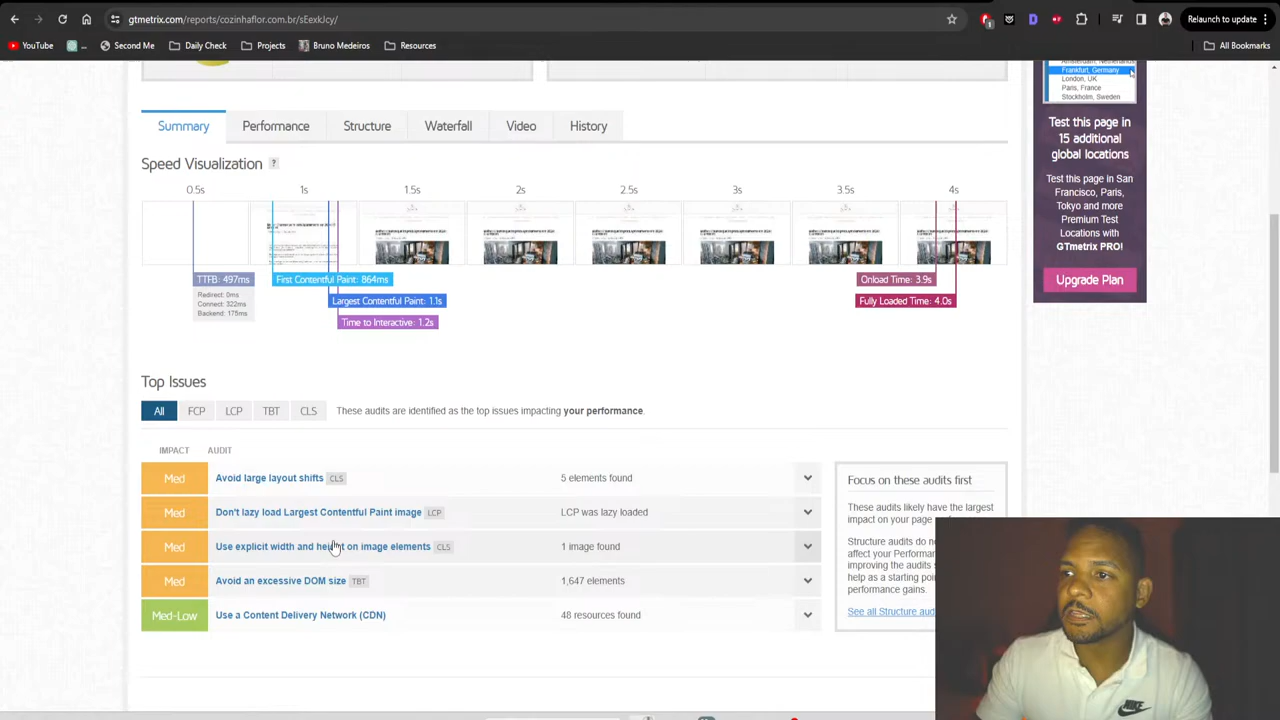 gtmetrix.com/reports/cozinhaflor.com.br/sEexkJcy/
Relaunch to update
YouTube
...
Second Me
Daily Check
Projects
Bruno Medeiros
Resources
All Bookmarks
Amsterdam, Netherlands
Frankfurt, Germany
London, UK
Paris, France
Stockholm, Sweden
Test this page in
15 additional
global locations
Test this page in San
Francisco, Paris,
Tokyo and more
Premium Test
Locations with
GTmetrix PRO!
Upgrade Plan
Summary
Performance
Structure
Waterfall
Video
History
Speed Visualization ?
0.5s
1s
1.5s
2s
2.5s
3s
3.5s
4s
TTFB: 497ms
Redirect: 0ms
Connect: 322ms
Backend: 175ms
First Contentful Paint: 864ms
Largest Contentful Paint: 1.1s
Time to Interactive: 1.2s
Onload Time: 3.9s
Fully Loaded Time: 4.0s
Top Issues
All
FCP
LCP
TBT
CLS
These audits are identified as the top issues impacting your performance.
IMPACT
AUDIT
Med
Avoid large layout shifts CLS
5 elements found
Med
Don't lazy load Largest Contentful Paint image LCP
LCP was lazy loaded
Med
Use explicit width and height on image elements CLS
1 image found
Med
Avoid an excessive DOM size TBT
1,647 elements
Med-Low
Use a Content Delivery Network (CDN)
48 resources found
Focus on these audits first
These audits likely have the largest
impact on your page
Structure audits do
affect your Performa
improving the audits
help as a starting poi
performance gains.
See all Structure aud